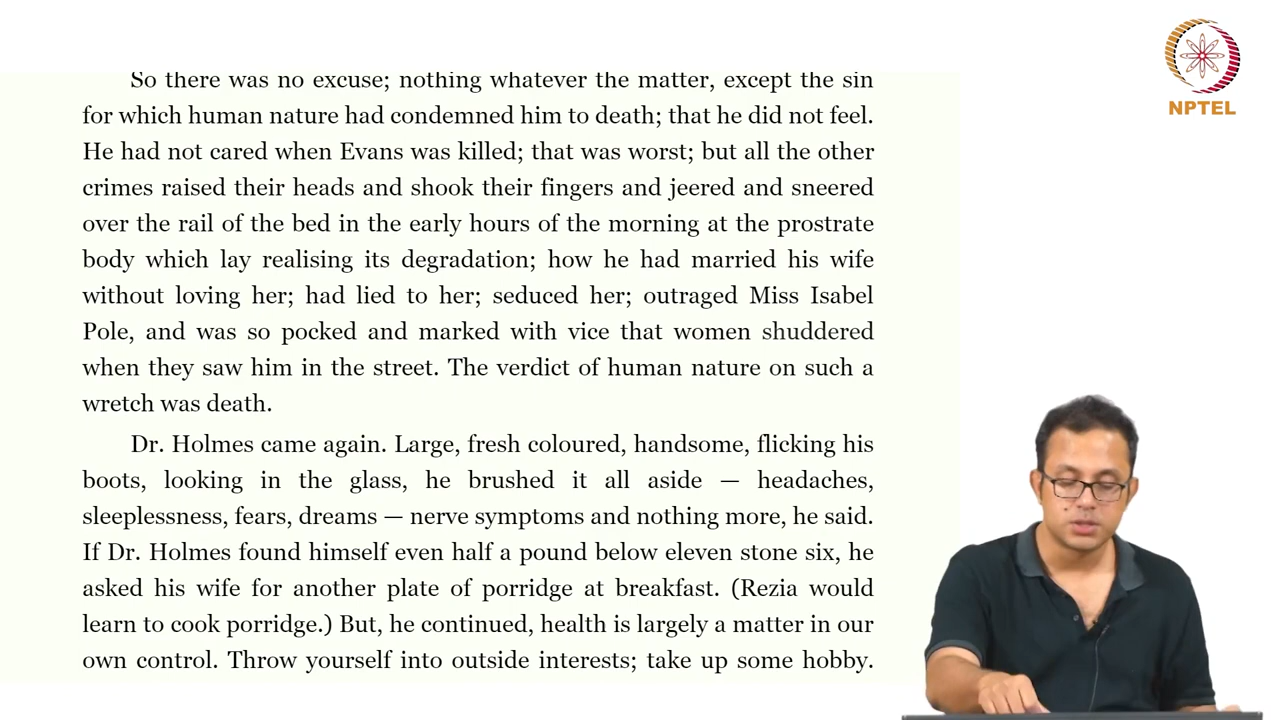 So there was no excuse; nothing whatever the matter, except the sin
for which human nature had condemned him to death; that he did not feel.
He had not cared when Evans was killed; that was worst; but all the other
crimes raised their heads and shook their fingers and jeered and sneered
over the rail of the bed in the early hours of the morning at the prostrate
body which lay realising its degradation; how he had married his wife
without loving her; had lied to her; seduced her; outraged Miss Isabel
Pole, and was so pocked and marked with vice that women shuddered
when they saw him in the street. The verdict of human nature on such a
wretch was death.
Dr. Holmes came again. Large, fresh coloured, handsome, flicking his
boots, looking in the glass, he brushed it all aside — headaches,
sleeplessness, fears, dreams — nerve symptoms and nothing more, he said.
If Dr. Holmes found himself even half a pound below eleven stone six, he
asked his wife for another plate of porridge at breakfast. (Rezia would
learn to cook porridge.) But, he continued, health is largely a matter in our
own control. Throw yourself into outside interests; take up some hobby.
NPTEL